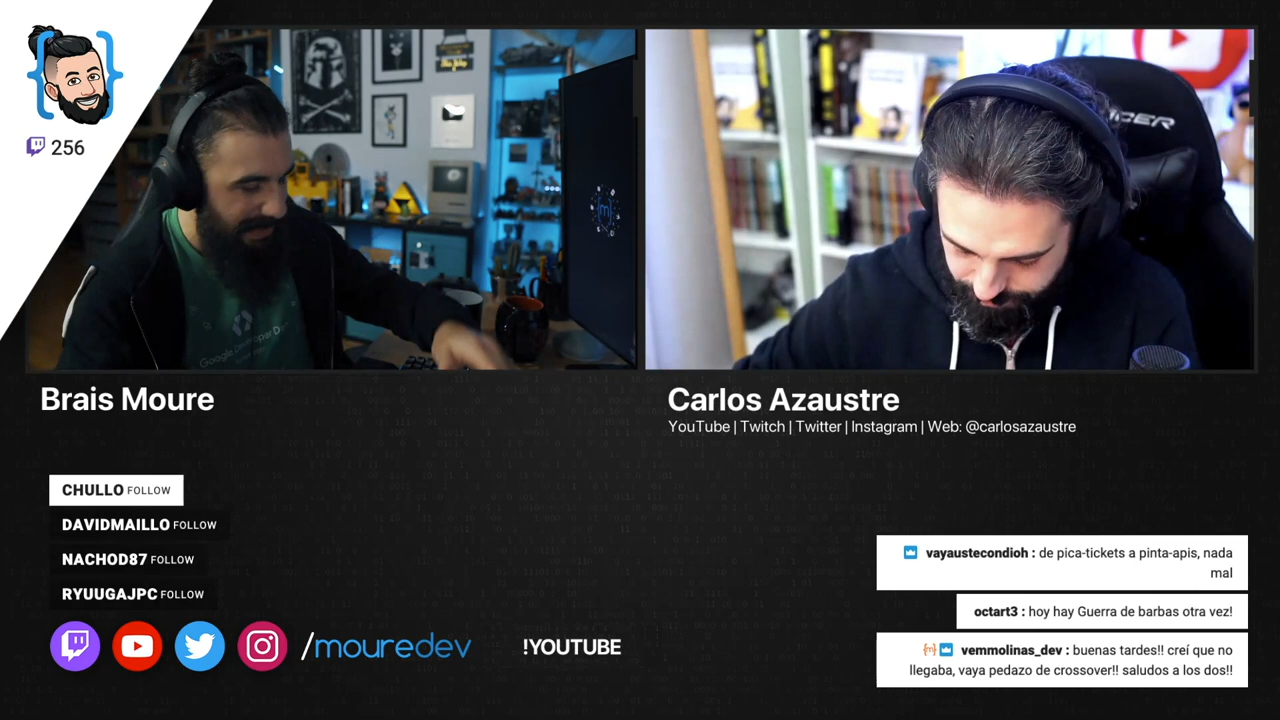 256
Google Developer
Brais Moure
Carlos Azaustre
YouTube | Twitch | Twitter | Instagram | Web: @carlosazaustre
CHULLO FOLLOW
DAVIDMAILLO FOLLOW
NACHOD87 FOLLOW
RYUUGAJPC FOLLOW
/mouredev
!YOUTUBE
vayaustecondioh : de pica-tickets a pinta-apis, nada
mal
octart3 : hoy hay Guerra de barbas otra vez!
{m} vemmolinas_dev : buenas tardes!! creí que no
llegaba, vaya pedazo de crossover!! saludos a los dos!!